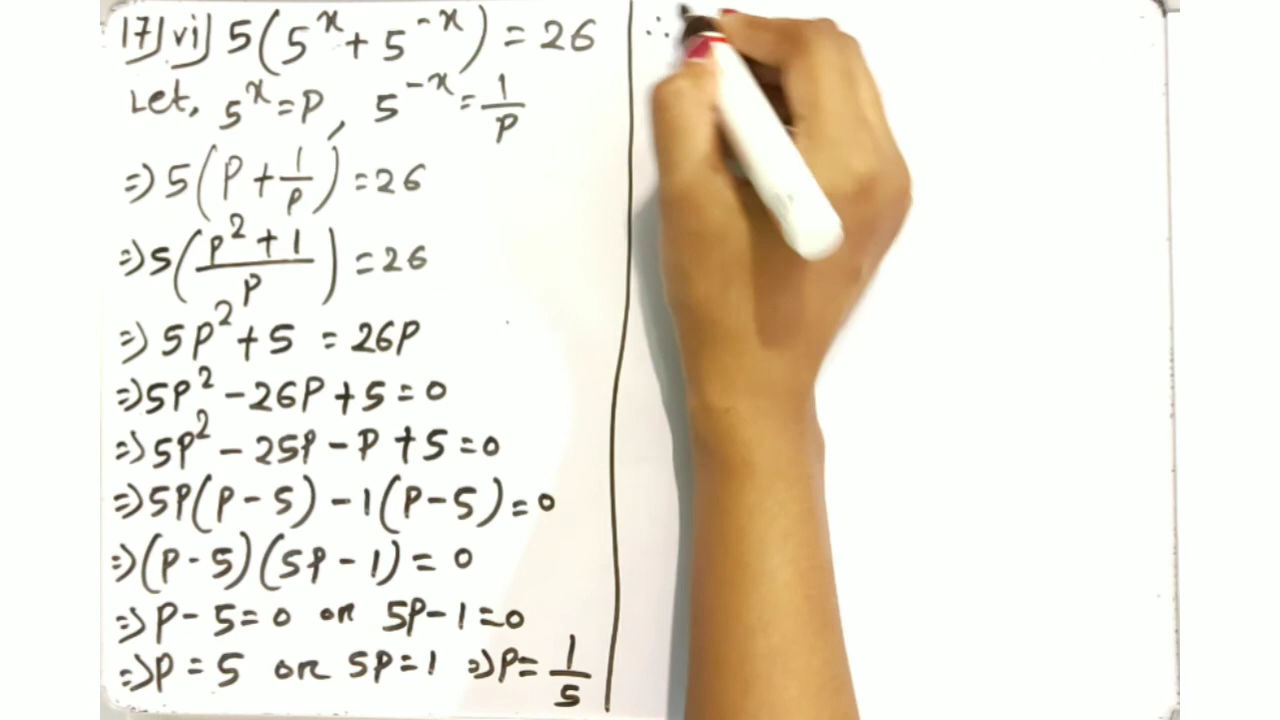 17) vi) 5(5^x + 5^-x) = 26
Let, 5^x = P, 5^-x = 1/P
⇒ 5(P + 1/P) = 26
⇒ 5((P^2 + 1)/P) = 26
⇒ 5P^2 + 5 = 26P
⇒ 5P^2 - 26P + 5 = 0
⇒ 5P^2 - 25P - P + 5 = 0
⇒ 5P(P - 5) - 1(P - 5) = 0
⇒ (P - 5)(5P - 1) = 0
⇒ P - 5 = 0 or 5P - 1 = 0
⇒ P = 5 or 5P = 1 ⇒ P = 1/5
∴